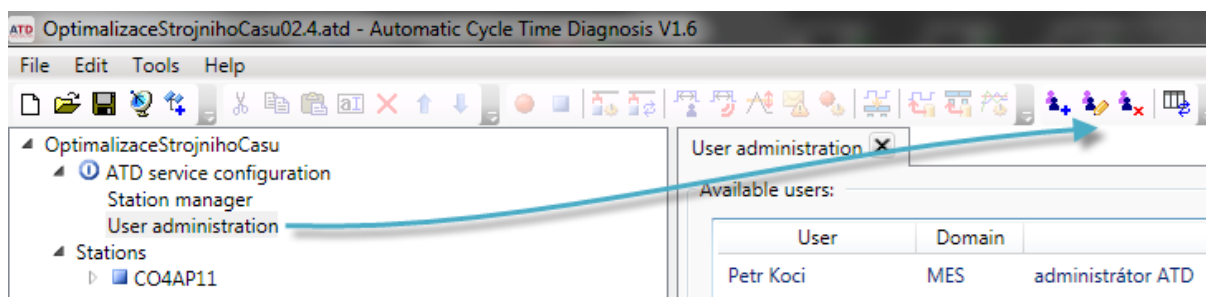 ATD OptimalizaceStrojnihoCasu02.4.atd - Automatic Cycle Time Diagnosis V1.6
File Edit Tools Help
OptimalizaceStrojnihoCasu
ATD service configuration
Station manager
User administration
Stations
CO4AP11
User administration
Available users:
User Domain
Petr Koci MES administrátor ATD